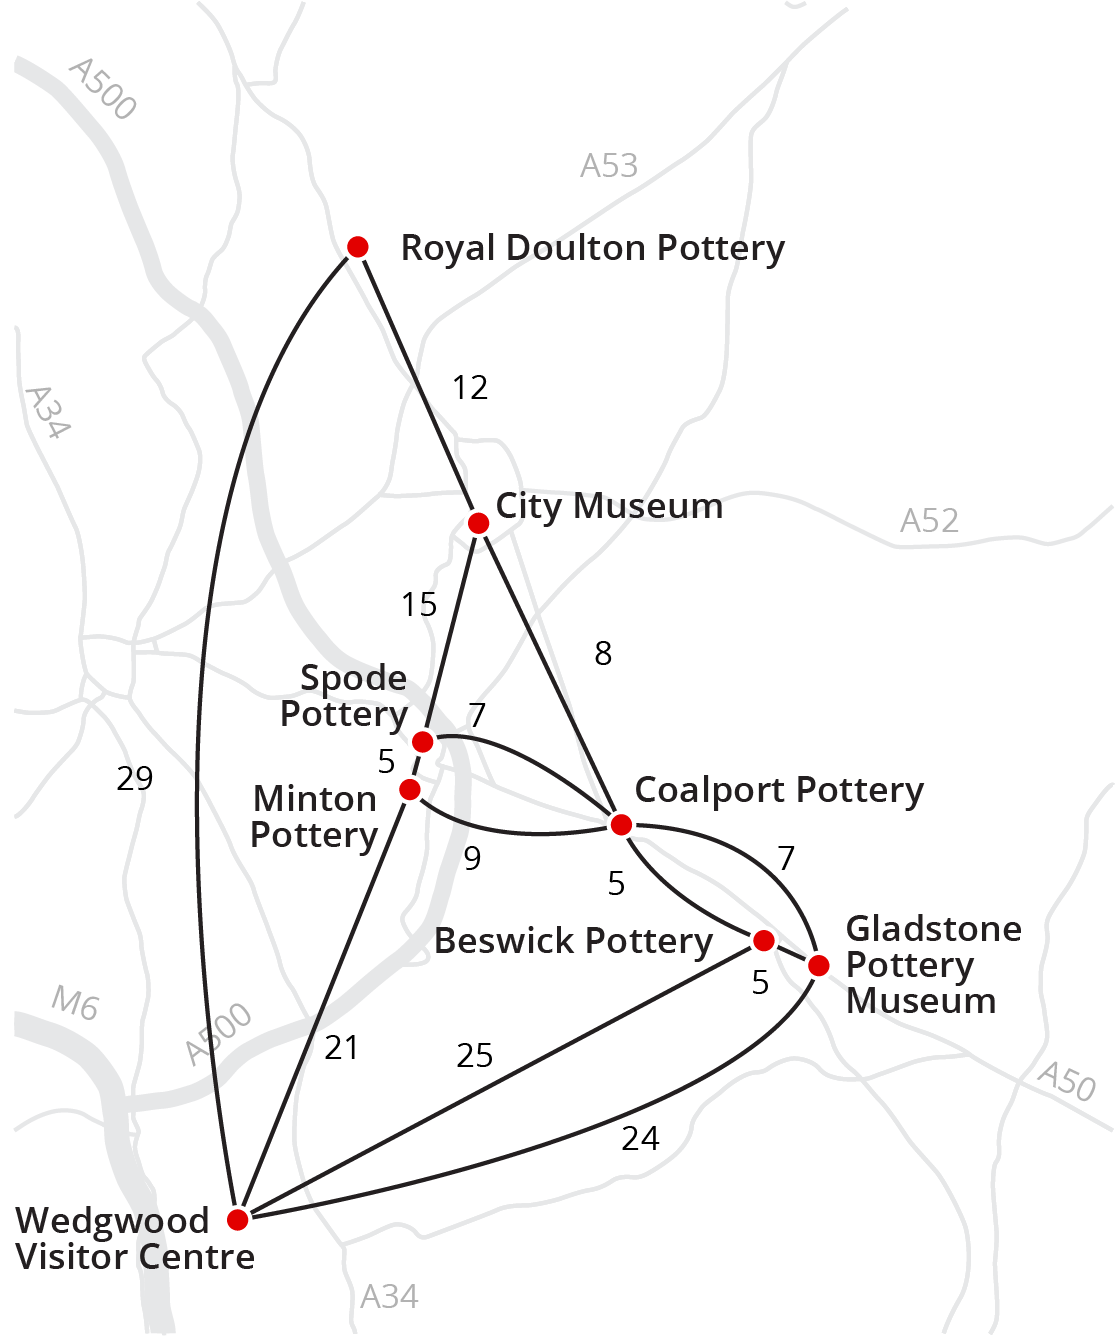 A500
A53
Royal Doulton Pottery
A34
12
City Museum
A52
15
8
Spode
Pottery
7
5
29
Minton
Pottery
Coalport Pottery
9
7
5
Beswick Pottery
Gladstone
Pottery
Museum
5
M6
A500
21
25
A50
24
Wedgwood
Visitor Centre
A34